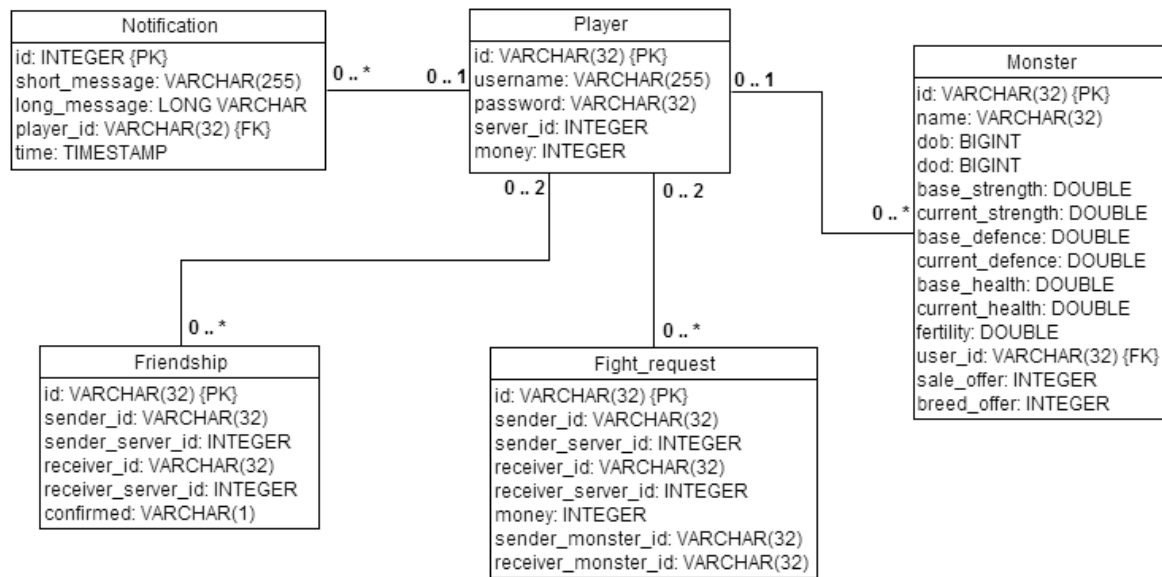 Notification
id: INTEGER {PK}
short_message: VARCHAR(255)
long_message: LONG VARCHAR
player_id: VARCHAR(32) {FK}
time: TIMESTAMP
0 .. *
0 .. 1
Player
id: VARCHAR(32) {PK}
username: VARCHAR(255)
password: VARCHAR(32)
server_id: INTEGER
money: INTEGER
0 .. 1
0 .. 2
0 .. 2
Monster
id: VARCHAR(32) {PK}
name: VARCHAR(32)
dob: BIGINT
dod: BIGINT
base_strength: DOUBLE
current_strength: DOUBLE
base_defence: DOUBLE
current_defence: DOUBLE
base_health: DOUBLE
current_health: DOUBLE
fertility: DOUBLE
user_id: VARCHAR(32) {FK}
sale_offer: INTEGER
breed_offer: INTEGER
0 .. *
0 .. *
Friendship
id: VARCHAR(32) {PK}
sender_id: VARCHAR(32)
sender_server_id: INTEGER
receiver_id: VARCHAR(32)
receiver_server_id: INTEGER
confirmed: VARCHAR(1)
0 .. *
Fight_request
id: VARCHAR(32) {PK}
sender_id: VARCHAR(32)
sender_server_id: INTEGER
receiver_id: VARCHAR(32)
receiver_server_id: INTEGER
money: INTEGER
sender_monster_id: VARCHAR(32)
receiver_monster_id: VARCHAR(32)